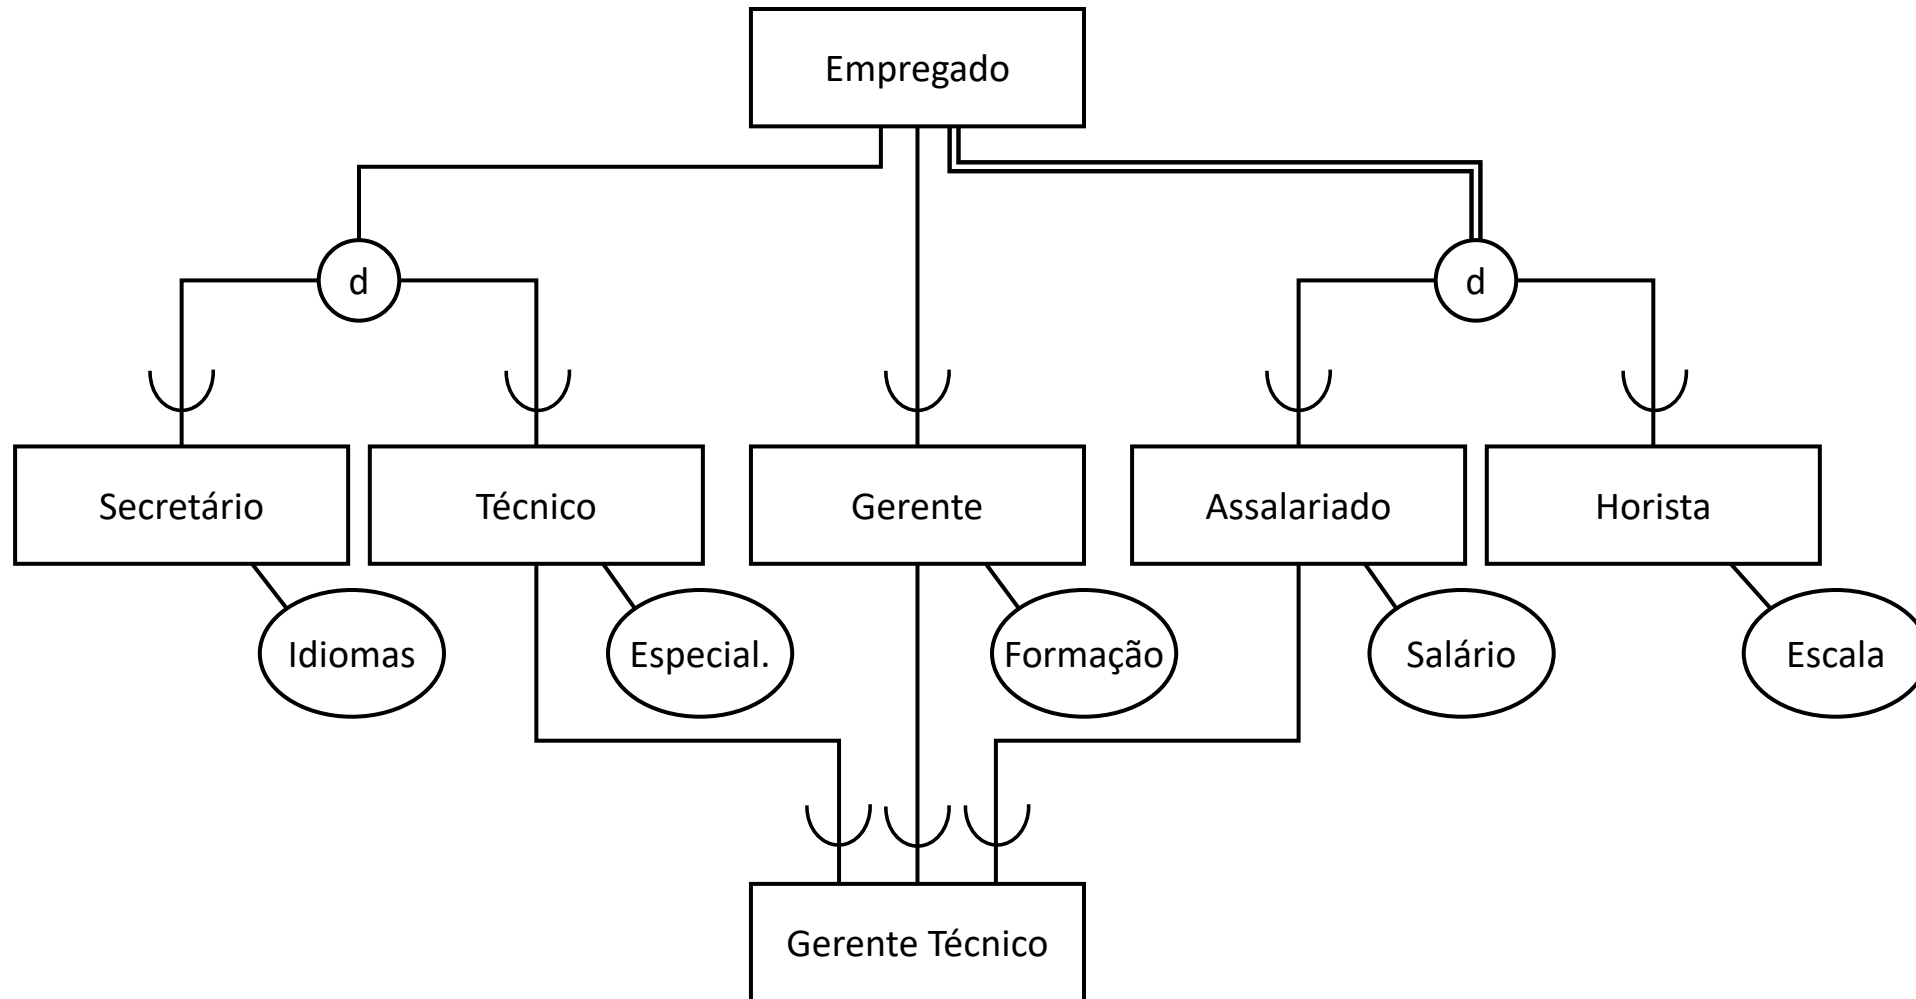 Empregado
d
d
Secretário
Técnico
Gerente
Assalariado
Horista
Idiomas
Especial.
Formação
Salário
Escala
Gerente Técnico